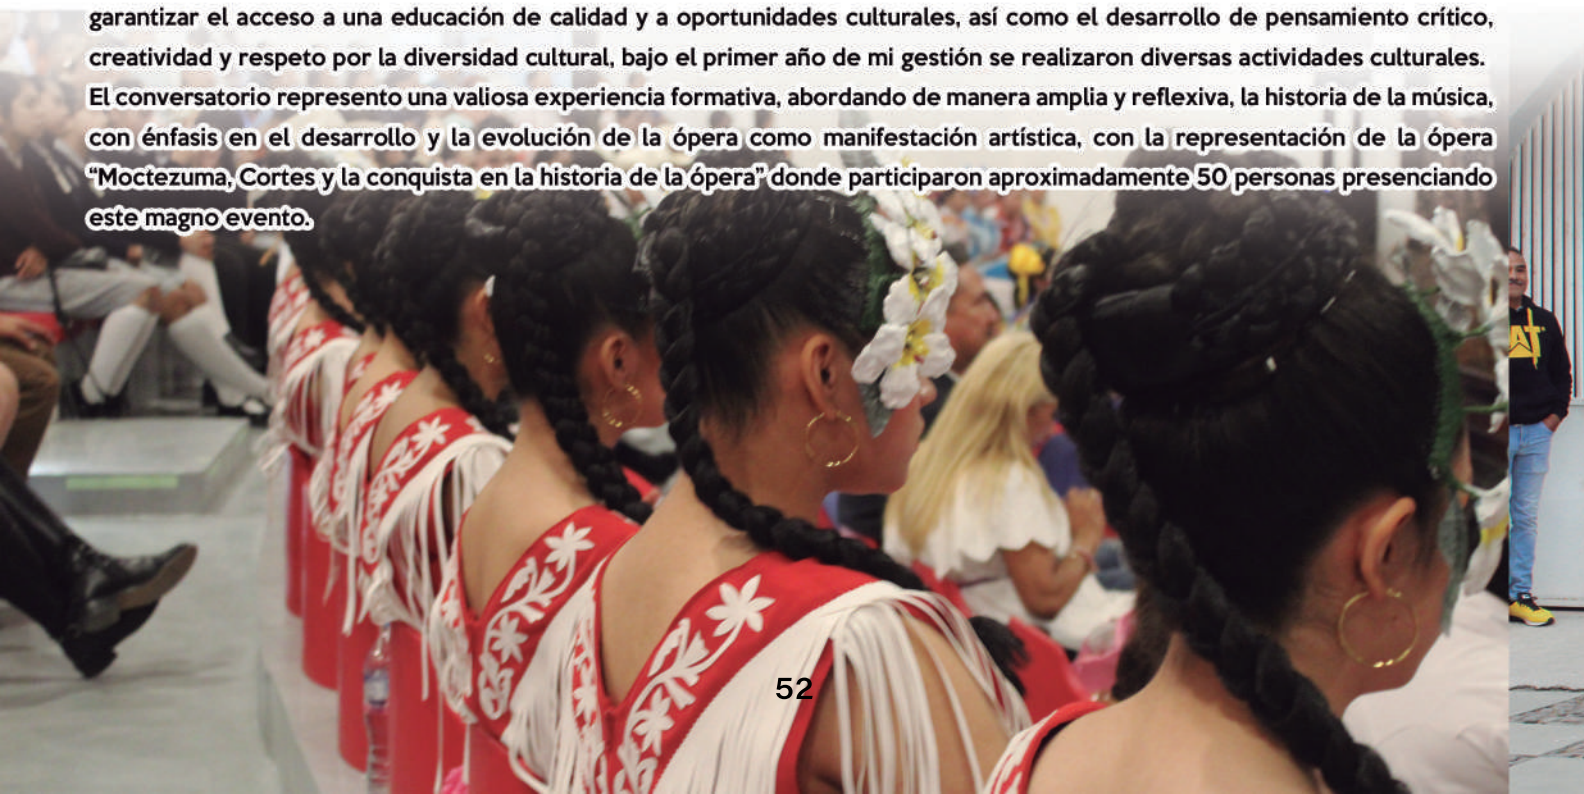 garantizar el acceso a una educación de calidad y a oportunidades culturales, así como el desarrollo de pensamiento crítico,
creatividad y respeto por la diversidad cultural, bajo el primer año de mi gestión se realizaron diversas actividades culturales.
El conversatorio represento una valiosa experiencia formativa, abordando de manera amplia y reflexiva, la historia de la música,
con énfasis en el desarrollo y la evolución de la ópera como manifestación artística, con la representación de la ópera
“Moctezuma, Cortes y la conquista en la historia de la ópera” donde participaron aproximadamente 50 personas presenciando
este magno evento.
AT
52